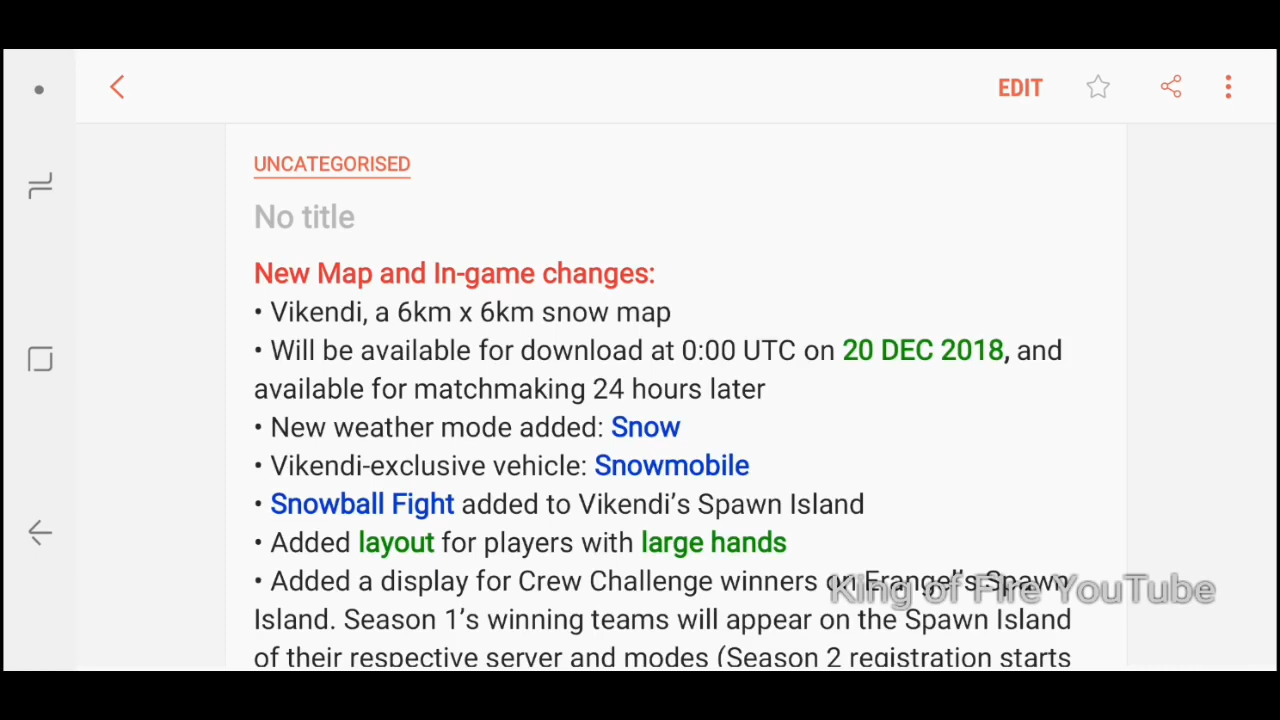 EDIT
UNCATEGORISED
No title
New Map and In-game changes:
• Vikendi, a 6km x 6km snow map
• Will be available for download at 0:00 UTC on 20 DEC 2018, and
available for matchmaking 24 hours later
• New weather mode added: Snow
• Vikendi-exclusive vehicle: Snowmobile
• Snowball Fight added to Vikendi’s Spawn Island
• Added layout for players with large hands
• Added a display for Crew Challenge winners on Erangel’s Spawn
King of Fire YouTube
Island. Season 1’s winning teams will appear on the Spawn Island
of their respective server and modes (Season 2 registration starts